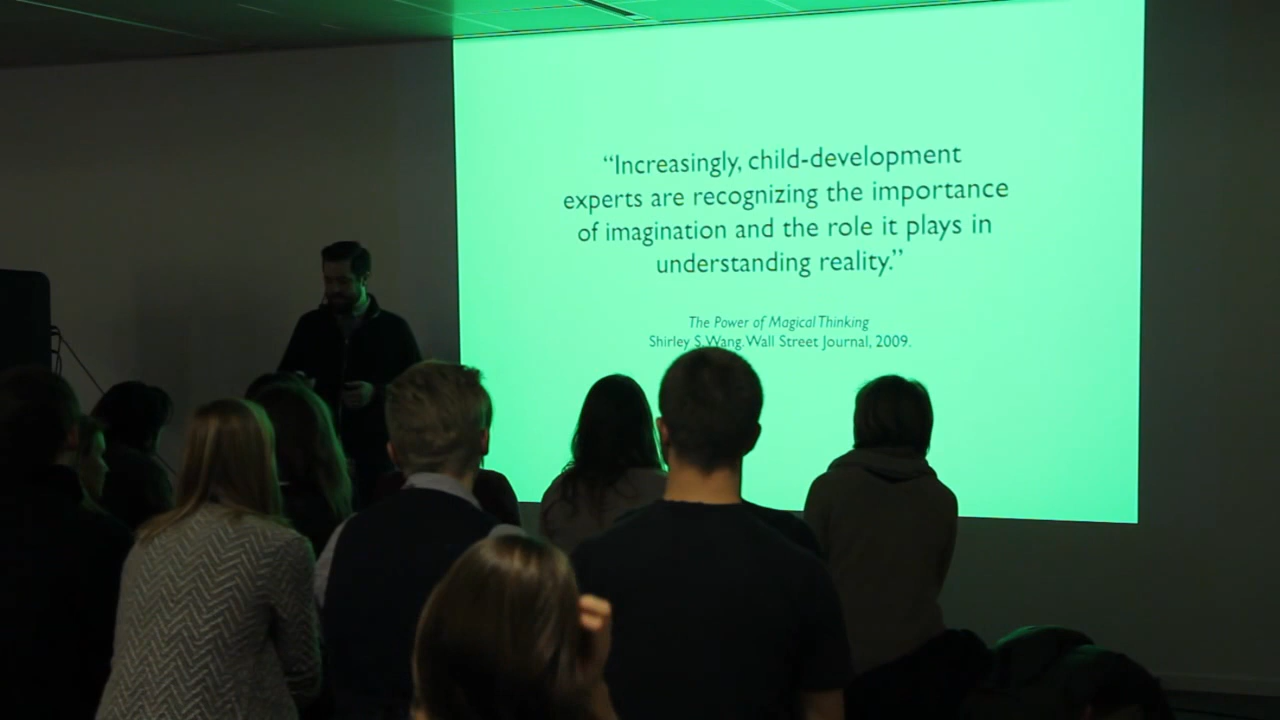 “Increasingly, child-development
experts are recognizing the importance
of imagination and the role it plays in
understanding reality.”
The Power of Magical Thinking
Shirley S. Wang. Wall Street Journal, 2009.